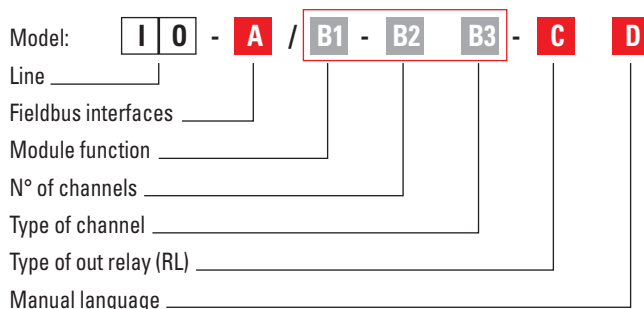 Model: I O - A / B1 - B2 B3 - C D
Line
Fieldbus interfaces
Module function
N° of channels
Type of channel
Type of out relay (RL)
Manual language